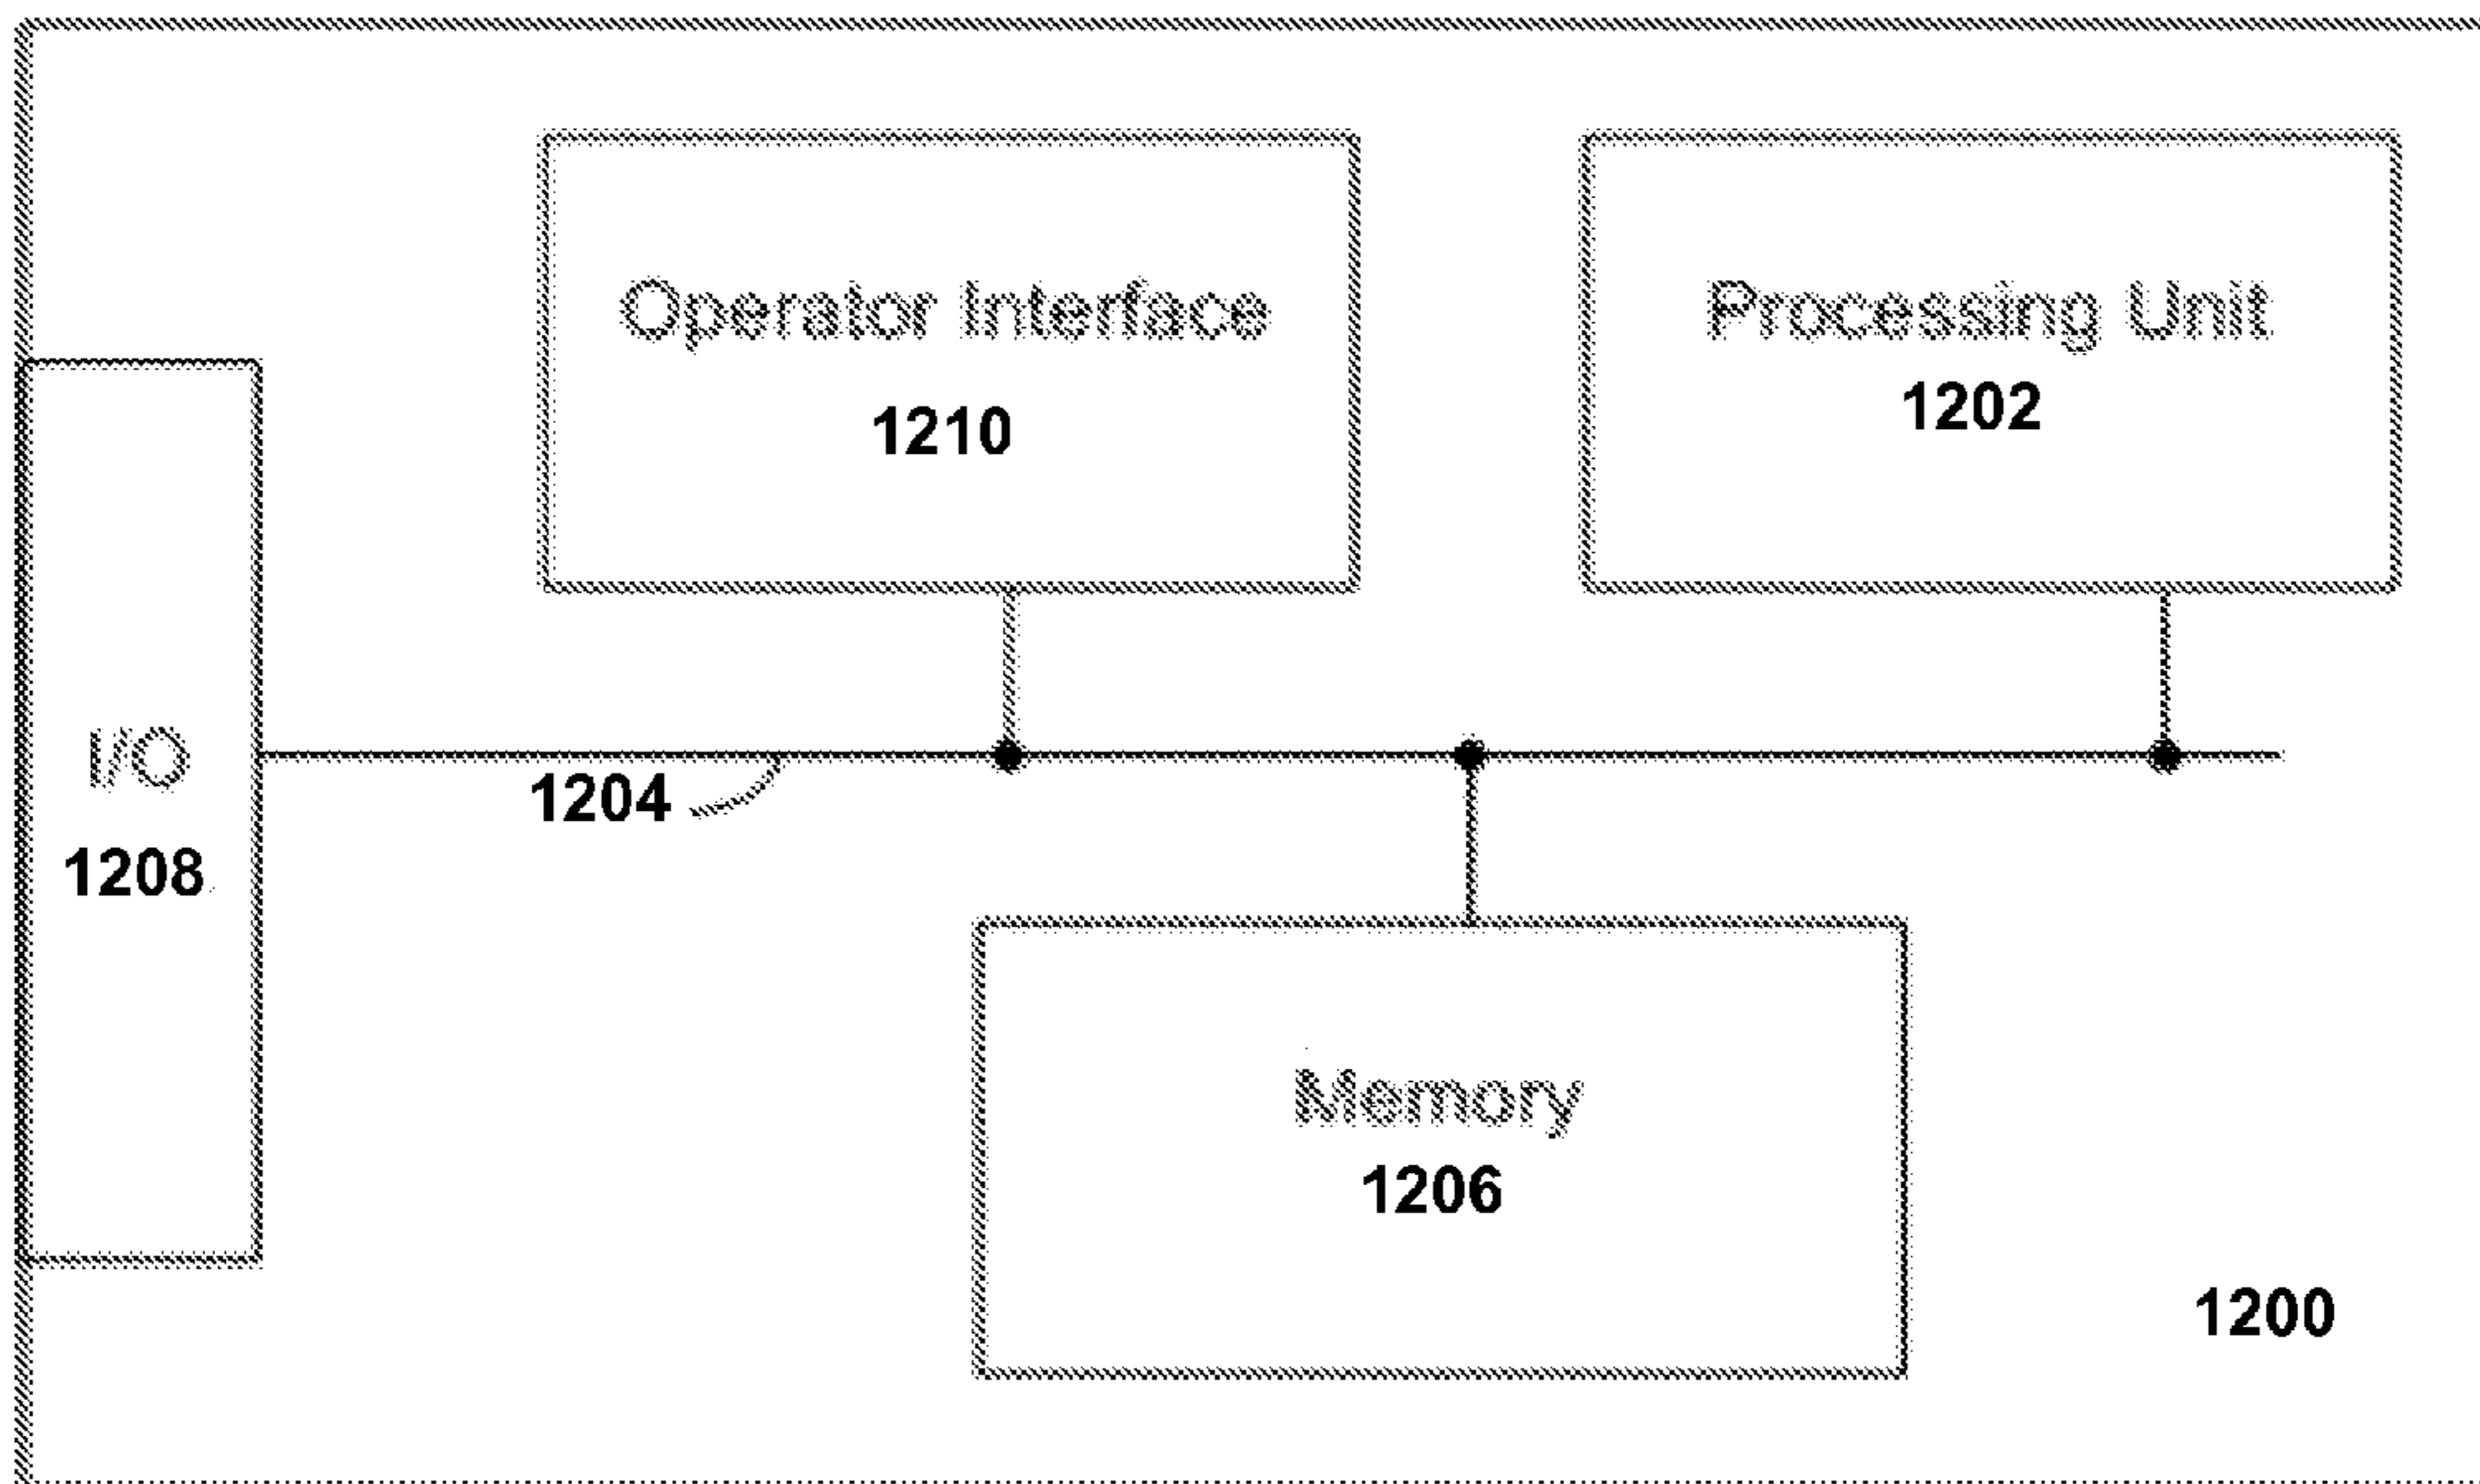 Operator Interface
1210
Processing Unit
1202
I/O
1208
1204
Memory
1206
1200